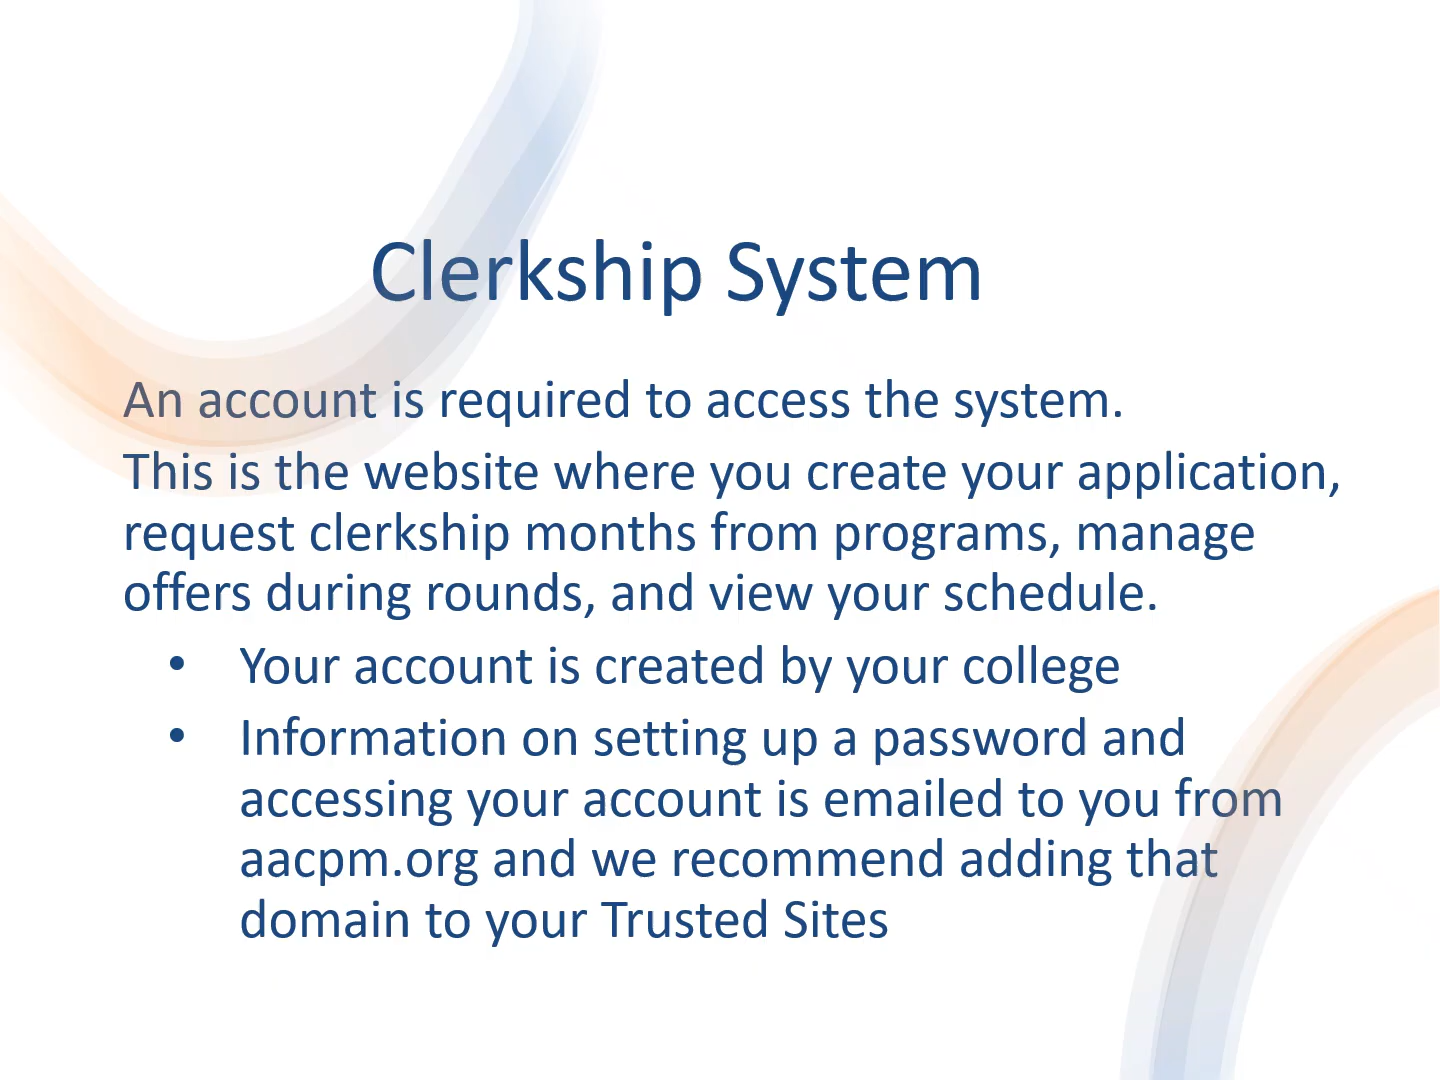 Clerkship System
An account is required to access the system.
This is the website where you create your application,
request clerkship months from programs, manage
offers during rounds, and view your schedule.
• Your account is created by your college
• Information on setting up a password and
accessing your account is emailed to you from
aacpm.org and we recommend adding that
domain to your Trusted Sites